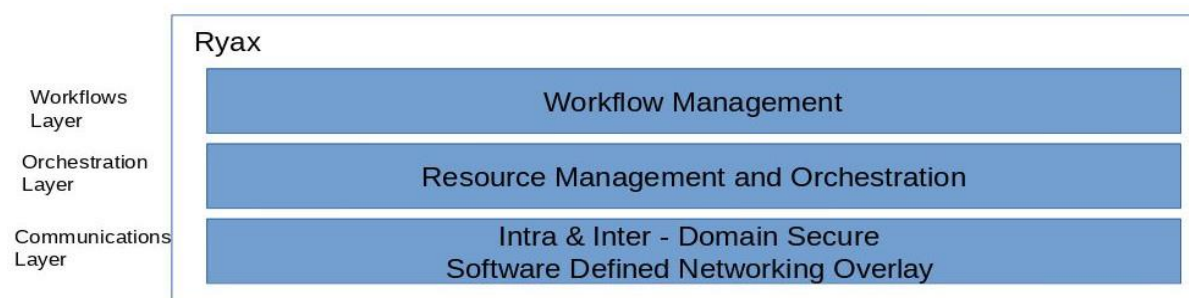 Ryax
Workflows
Layer
Workflow Management
Orchestration
Layer
Resource Management and Orchestration
Communications
Layer
Intra & Inter - Domain Secure
Software Defined Networking Overlay